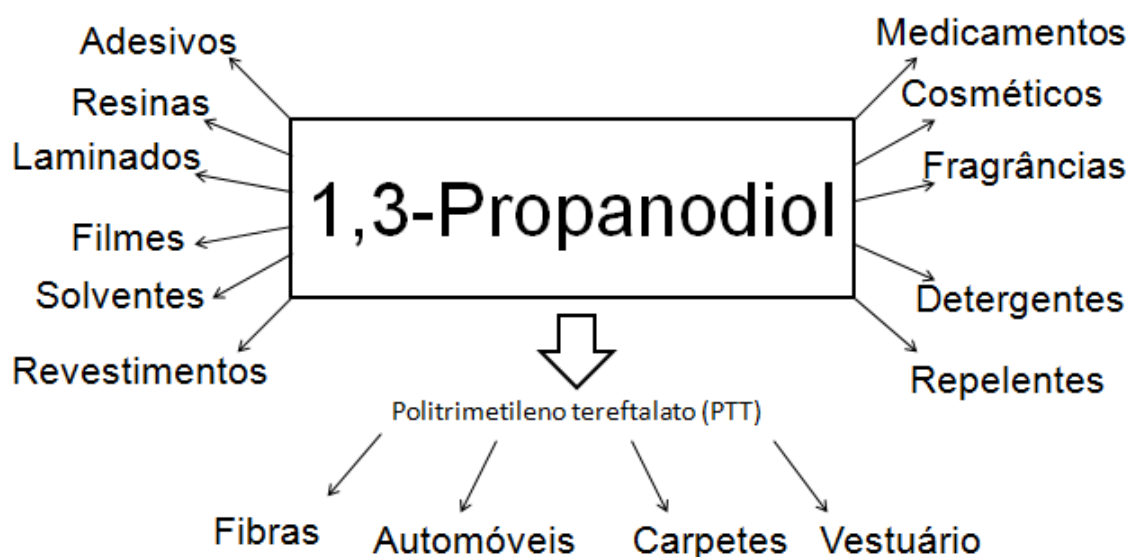 Adesivos
Resinas
Laminados
Filmes
Solventes
Revestimentos
1,3-Propanodiol
Medicamentos
Cosméticos
Fragrâncias
Detergentes
Repelentes
Politrimetileno tereftalato (PTT)
Fibras
Automóveis
Carpetes
Vestuário